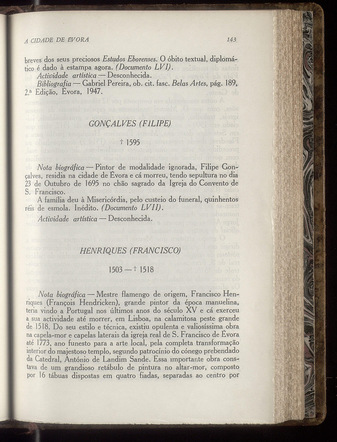 A CIDADE DE EVORA 143
breves dos seus preciosos Estudos Eborenses. O óbito textual, diplomá-
tico é dado à estampa agora. (Documento LVI).
Actividade artística — Desconhecida.
Bibliografia — Gabriel Pereira, ob. cit. fasc. Belas Artes, pág. 189,
2.ª Edição, Évora, 1947.
GONÇALVES (FILIPE)
† 1595
Nota biográfica — Pintor de modalidade ignorada, Filipe Gon-
çalves, residia na cidade de Évora e cá morreu, tendo sepultura no dia
23 de Outubro de 1695 no chão sagrado da Igreja do Convento de
S. Francisco.
A família deu à Misericórdia, pelo custeio do funeral, quinhentos
réis de esmola. Inédito. (Documento LVII).
Actividade artística — Desconhecida.
HENRIQUES (FRANCISCO)
1503 — † 1518
Nota biográfica — Mestre flamengo de origem, Francisco Hen-
riques (François Hendricken), grande pintor da época manuelina,
teria vindo a Portugal nos últimos anos do século XV e cá exerceu
a sua actividade até morrer, em Lisboa, na calamitosa peste grande
de 1518. Do seu estilo e técnica, existiu opulenta e valiosíssima obra
na capela-mor e capelas laterais da igreja real de S. Francisco de Évora
até 1773, ano funesto para a arte local, pela completa transformação
interior do majestoso templo, segundo patrocínio do cónego prebendado
da Catedral, António de Landim Sande. Essa importante obra cons-
tava de um grandioso retábulo de pintura no altar-mor, composto
por 16 tábuas dispostas em quatro fiadas, separadas ao centro por